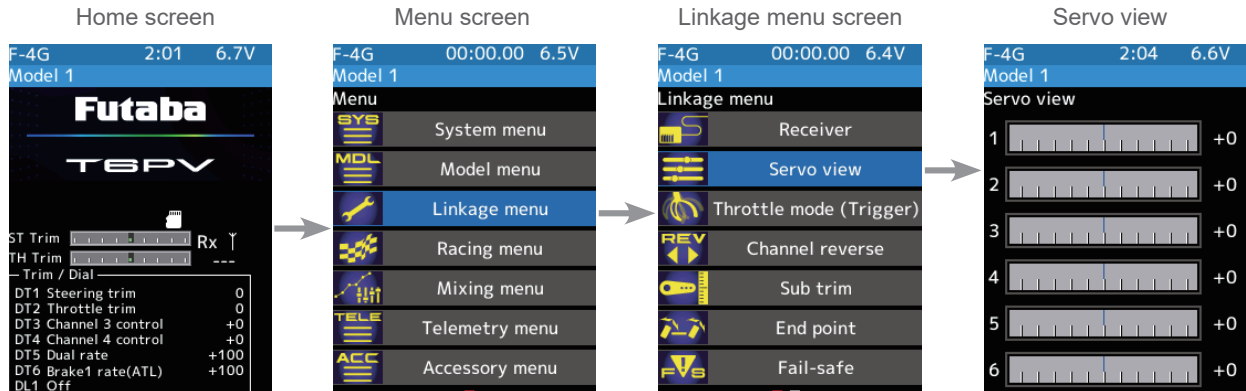 Home screen
F-4G 2:01 6.7V
Model 1
Futaba
T6PV
ST Trim Rx
TH Trim ---
Trim / Dial
DT1 Steering trim 0
DT2 Throttle trim 0
DT3 Channel 3 control +0
DT4 Channel 4 control +0
DT5 Dual rate +100
DT6 Brake1 rate(ATL) +100
DL1 Off
Menu screen
F-4G 00:00.00 6.5V
Model 1
Menu
SYS System menu
MDL Model menu
Linkage menu
Racing menu
Mixing menu
TELE Telemetry menu
ACC Accessory menu
Linkage menu screen
F-4G 00:00.00 6.4V
Model 1
Linkage menu
Receiver
Servo view
Throttle mode (Trigger)
REV Channel reverse
Sub trim
End point
F/S Fail-safe
Servo view
F-4G 2:04 6.6V
Model 1
Servo view
1 +0
2 +0
3 +0
4 +0
5 +0
6 +0